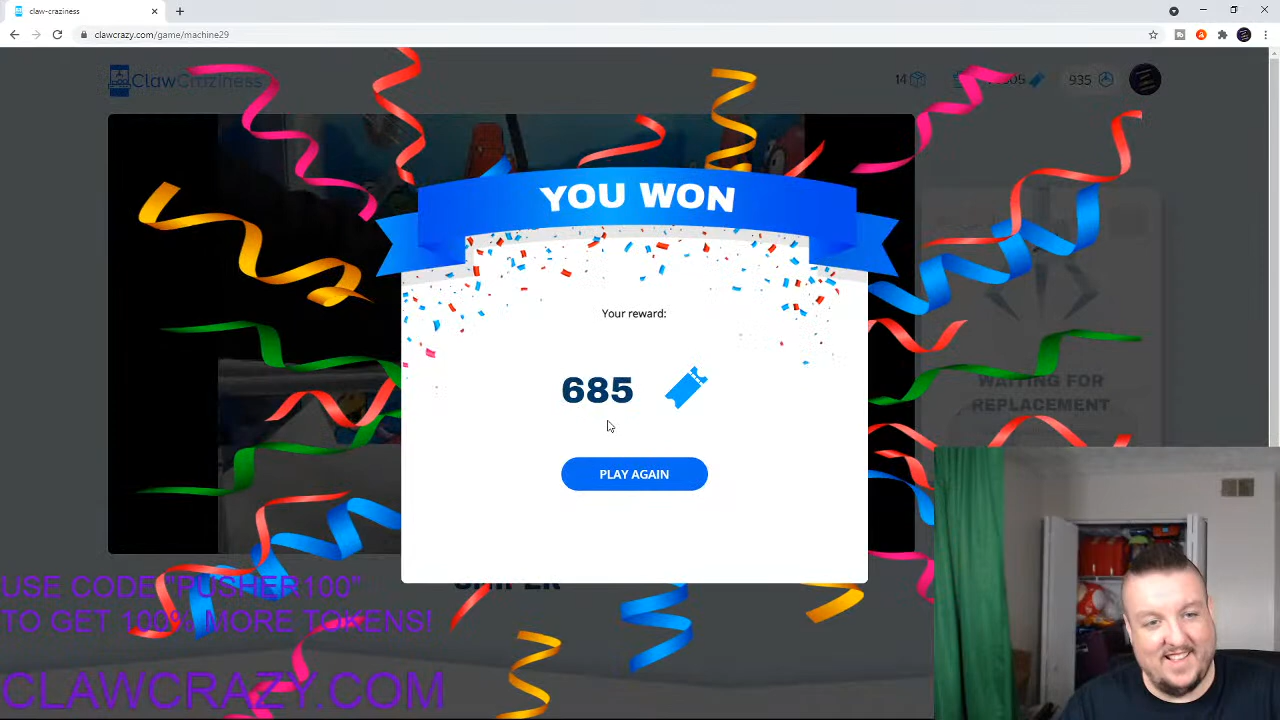 claw-craziness
clawcrazy.com/game/machine29
ClawCraziness
14
935
YOU WON
Your reward:
685
PLAY AGAIN
WAITING FOR
REPLACEMENT
USE CODE "PUSHER100"
TO GET 100% MORE TOKENS!
CLAWCRAZY.COM